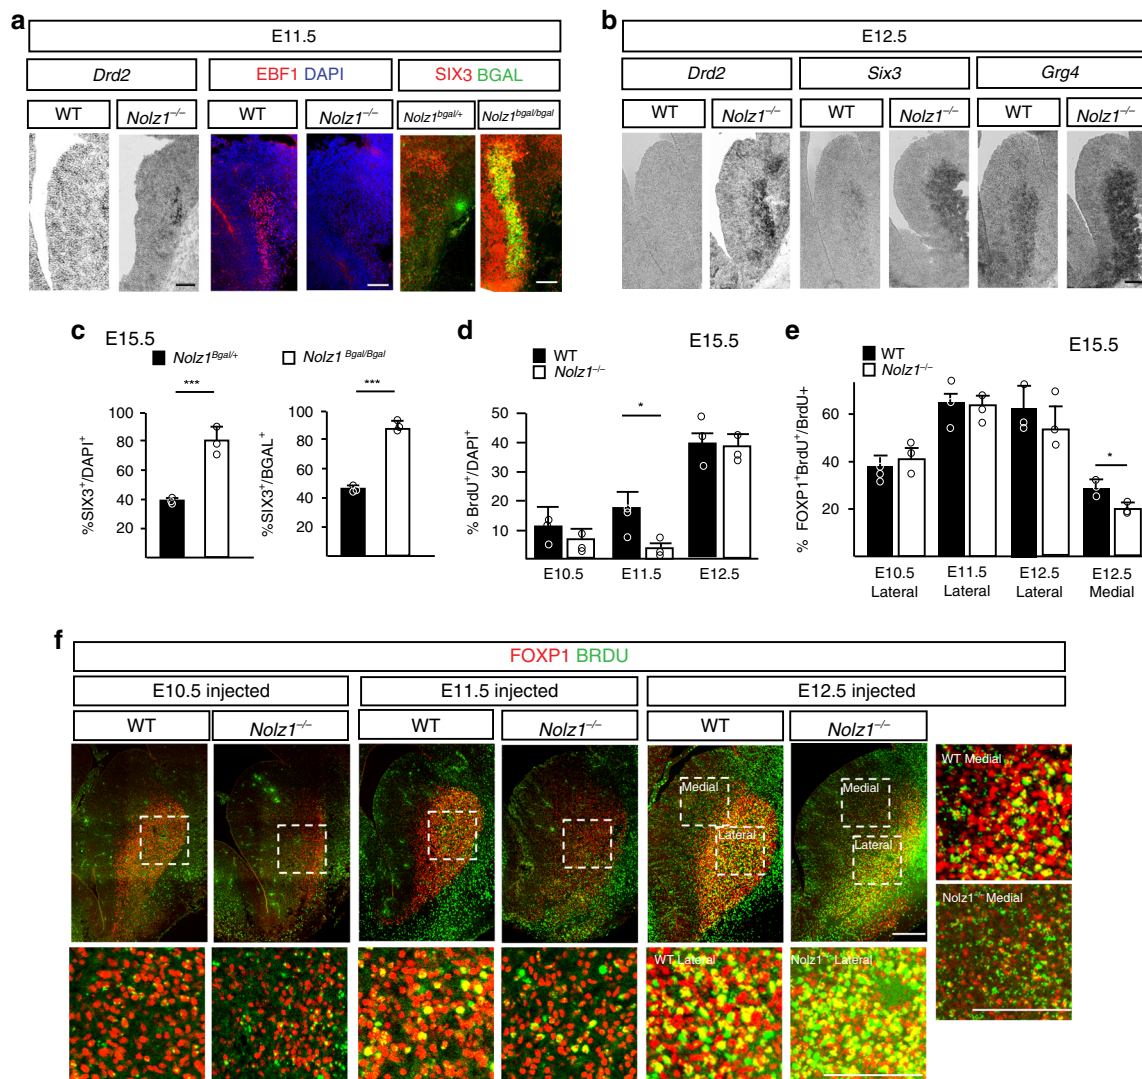 a
E11.5
Drd2
EBF1 DAPI
SIX3 BGAL
WT
Nolz1–/–
WT
Nolz1–/–
Nolz1bgal/+
Nolz1bgal/bgal
b
E12.5
Drd2
Six3
Grg4
WT
Nolz1–/–
WT
Nolz1–/–
WT
Nolz1–/–
c
E15.5
Nolz1Bgal/+
Nolz1 Bgal/Bgal
***
***
%SIX3+/DAPI+
100
80
60
40
20
%SIX3+/BGAL+
100
80
60
40
20
d
E15.5
WT
Nolz1–/–
*
% BrdU+/DAPI+
50
40
30
20
10
E10.5
E11.5
E12.5
e
E15.5
WT
Nolz1–/–
*
% FOXP1+BrdU+/BrdU+
60
40
20
E10.5
Lateral
E11.5
Lateral
E12.5
Lateral
E12.5
Medial
f
FOXP1 BRDU
E10.5 injected
E11.5 injected
E12.5 injected
WT
Nolz1–/–
WT
Nolz1–/–
WT
Nolz1–/–
Medial
Lateral
Medial
Lateral
WT Medial
Nolz1–/– Medial
WT Lateral
Nolz1–/– Lateral